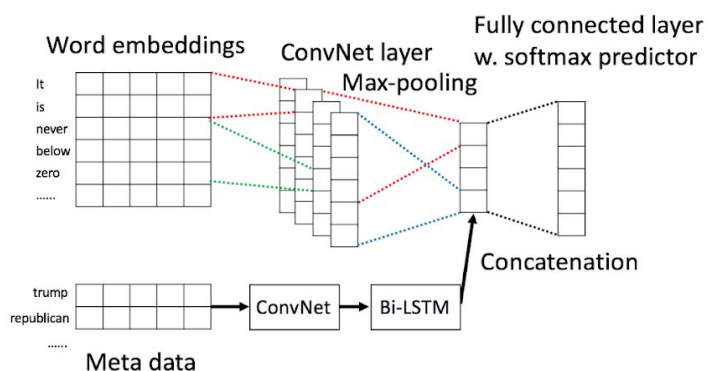 Word embeddings
ConvNet layer
Max-pooling
Fully connected layer
w. softmax predictor
It
is
never
below
zero
......
Concatenation
trump
republican
......
ConvNet
Bi-LSTM
Meta data